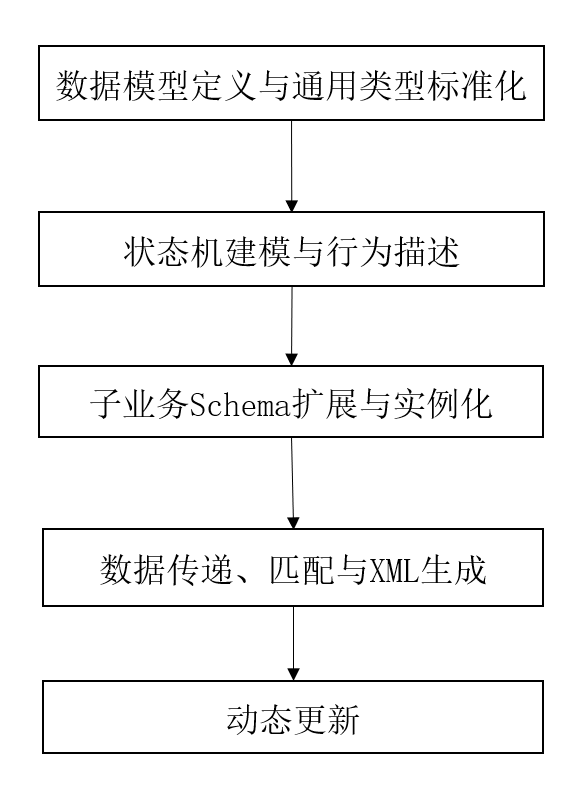 数据模型定义与通用类型标准化
状态机建模与行为描述
子业务Schema扩展与实例化
数据传递、匹配与XML生成
动态更新